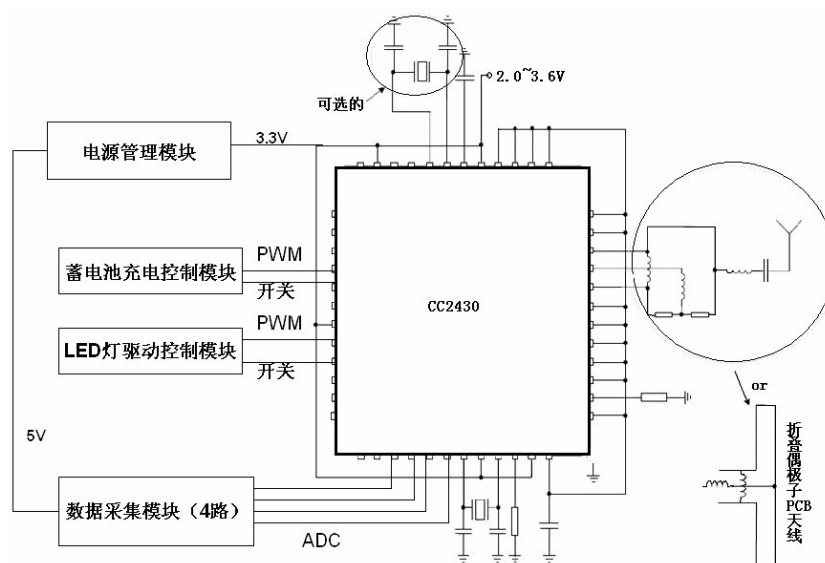 2.0~3.6V
可选的
3.3V
电源管理模块
PWM
蓄电池充电控制模块
开关
CC2430
PWM
LED灯驱动控制模块
开关
or
5V
折叠偶极子PCB天线
数据采集模块（4路）
ADC